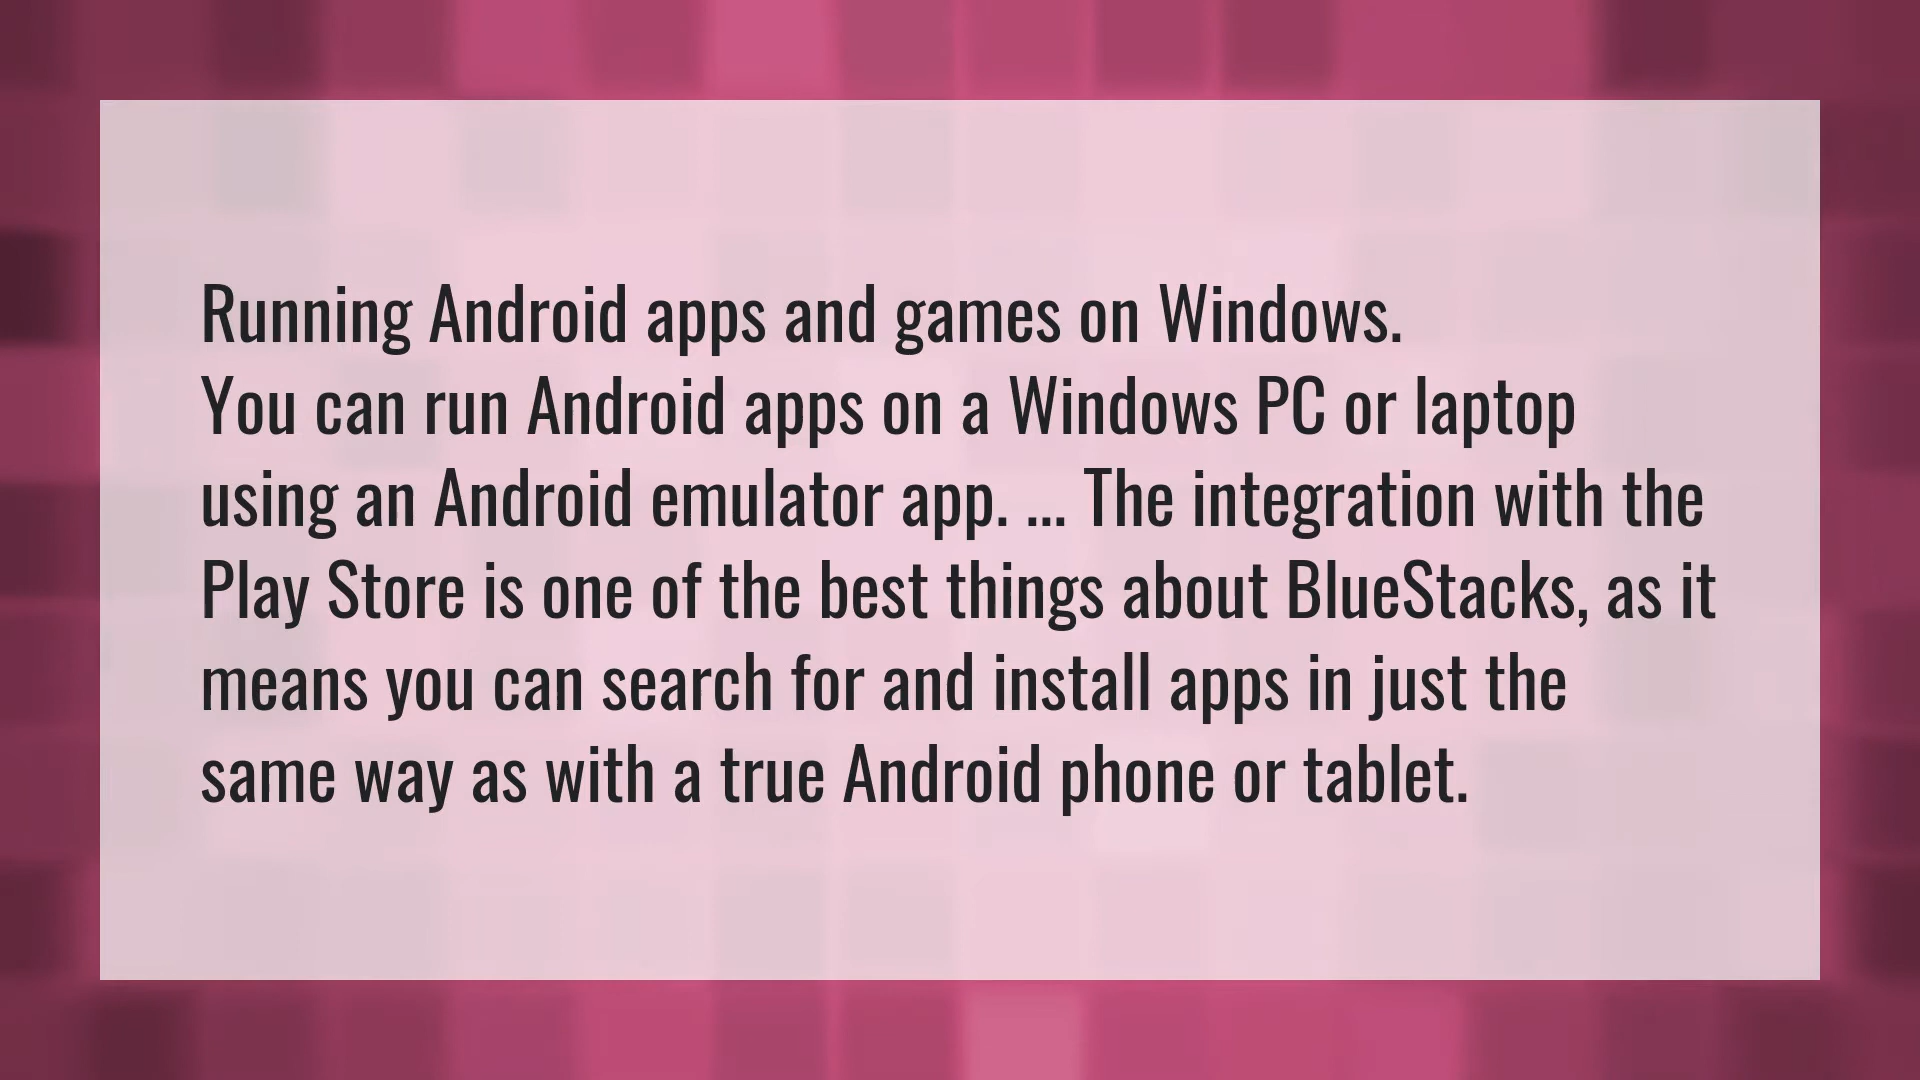 Running Android apps and games on Windows.
You can run Android apps on a Windows PC or laptop
using an Android emulator app. ... The integration with the
Play Store is one of the best things about BlueStacks, as it
means you can search for and install apps in just the
same way as with a true Android phone or tablet.